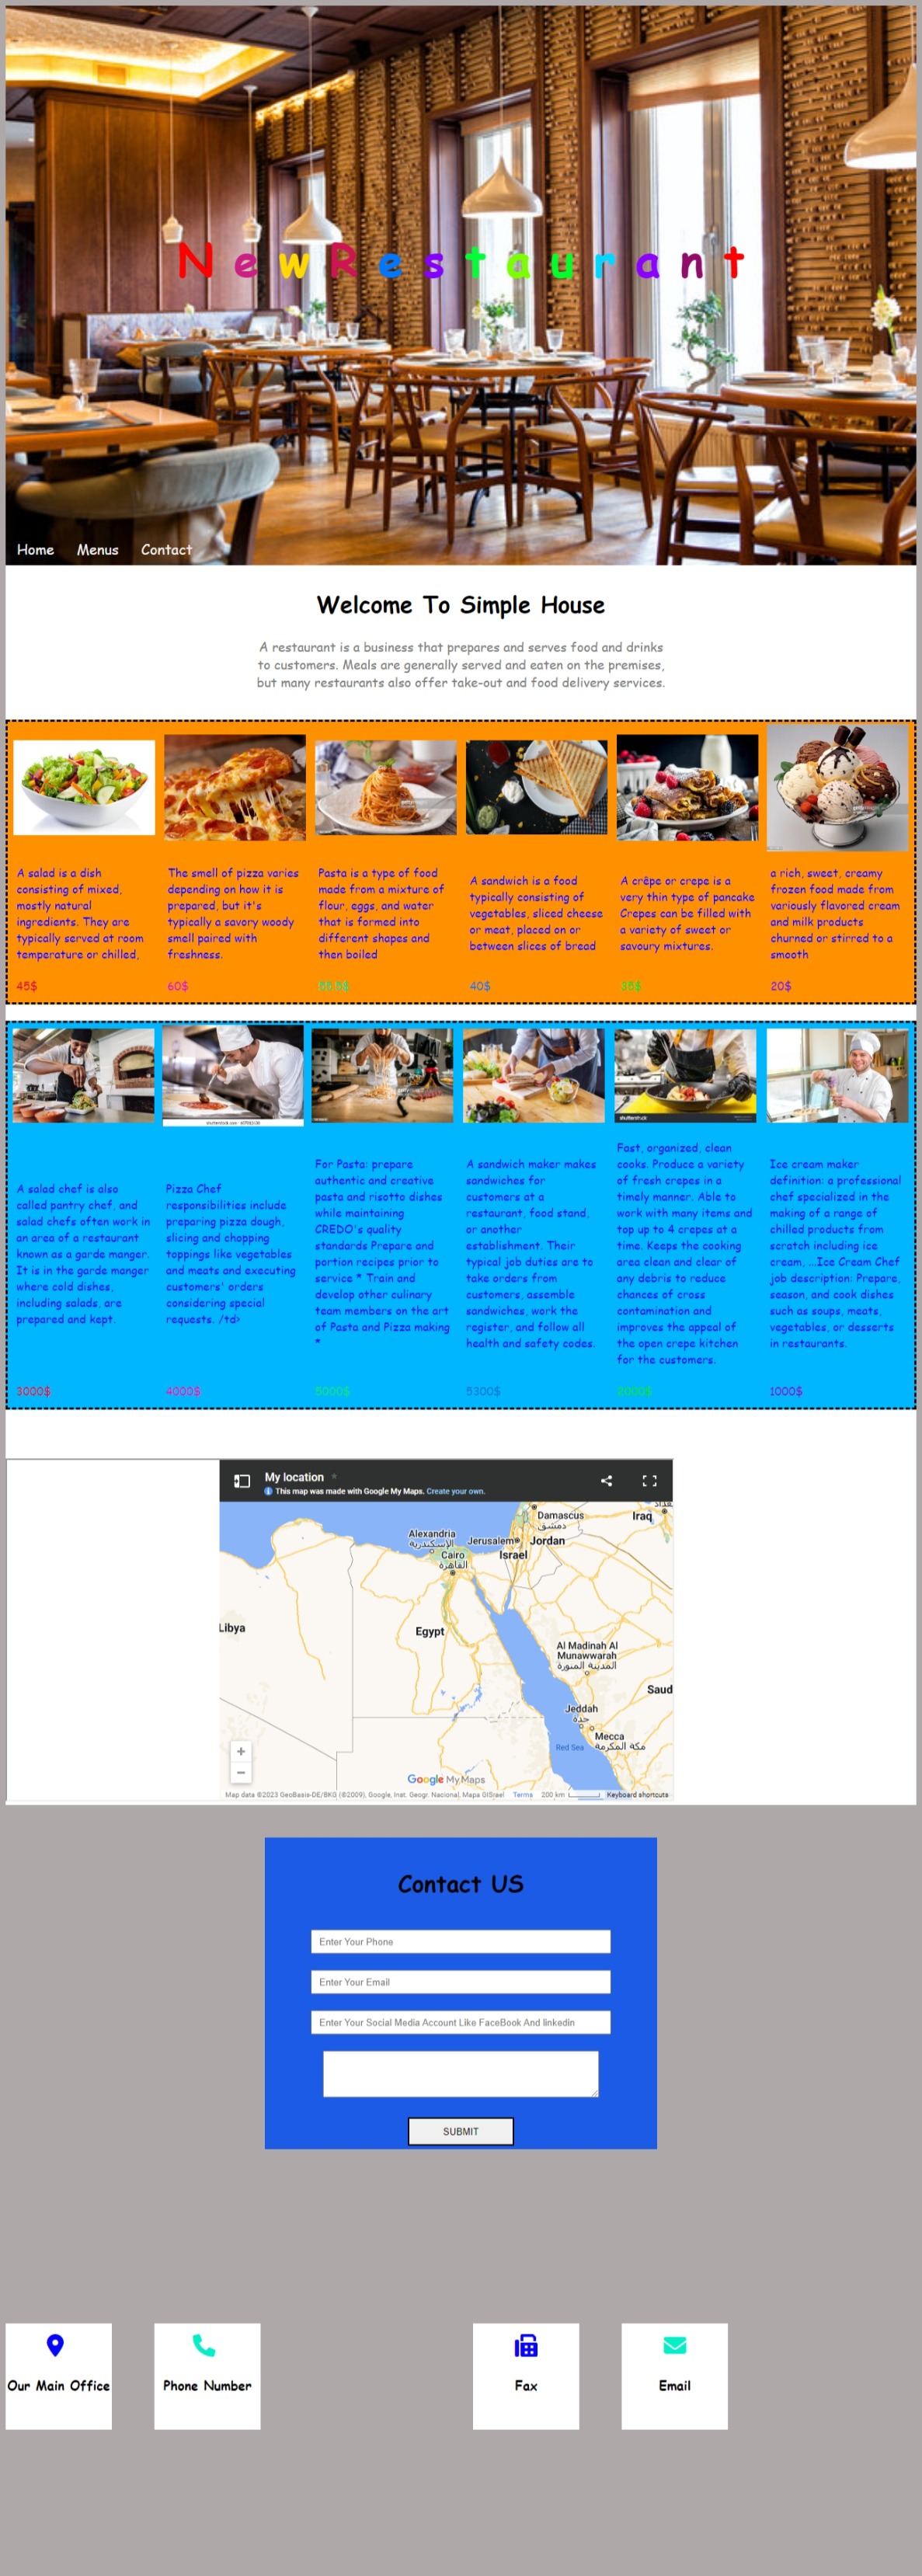 N e w R e s t a u r a n t
Home Menus Contact
Welcome To Simple House
A restaurant is a business that prepares and serves food and drinks
to customers. Meals are generally served and eaten on the premises,
but many restaurants also offer take-out and food delivery services.
A salad is a dish
consisting of mixed,
mostly natural
ingredients. They are
typically served at room
temperature or chilled,
45$
The smell of pizza varies
depending on how it is
prepared, but it's
typically a savory woody
smell paired with
freshness.
60$
Pasta is a type of food
made from a mixture of
flour, eggs, and water
that is formed into
different shapes and
then boiled
A sandwich is a food
typically consisting of
vegetables, sliced cheese
or meat, placed on or
between slices of bread
40$
A crêpe or crepe is a
very thin type of pancake
Crepes can be filled with
a variety of sweet or
savoury mixtures.
35$
a rich, sweet, creamy
frozen food made from
variously flavored cream
and milk products
churned or stirred to a
smooth
20$
A salad chef is also
called pantry chef, and
salad chefs often work in
an area of a restaurant
known as a garde manger.
It is in the garde manger
where cold dishes,
including salads, are
prepared and kept.
3000$
Pizza Chef
responsibilities include
preparing pizza dough,
slicing and chopping
toppings like vegetables
and meats and executing
customers' orders
considering special
requests. /td>
4000$
For Pasta: prepare
authentic and creative
pasta and risotto dishes
while maintaining
CREDO's quality
standards Prepare and
portion recipes prior to
service * Train and
develop other culinary
team members on the art
of Pasta and Pizza making
*
5000$
A sandwich maker makes
sandwiches for
customers at a
restaurant, food stand,
or another
establishment. Their
typical job duties are to
take orders from
customers, assemble
sandwiches, work the
register, and follow all
health and safety codes.
5300$
shutterstock
Fast, organized, clean
cooks. Produce a variety
of fresh crepes in a
timely manner. Able to
work with many items and
top up to 4 crepes at a
time. Keeps the cooking
area clean and clear of
any debris to reduce
chances of cross
contamination and
improves the appeal of
the open crepe kitchen
for the customers.
2000$
Ice cream maker
definition: a professional
chef specialized in the
making of a range of
chilled products from
scratch including ice
cream, ...Ice Cream Chef
job description: Prepare,
season, and cook dishes
such as soups, meats,
vegetables, or desserts
in restaurants.
1000$
My location
This map was made with Google My Maps. Create your own.
Damascus
دمشق
Iraq
Alexandria
الإسكندرية
Jerusalem
Jordan
Cairo
القاهرة
Israel
Libya
Egypt
Al Madinah Al
Munawwarah
المدينة المنورة
Saud
Jeddah
جدة
Mecca
مكة المكرمة
Red Sea
Google My Maps
Map data ©2023 GeoBasis-DE/BKG (©2009), Google, Inst. Geogr. Nacional, Mapa GISrael Terms 200 km Keyboard shortcuts
Contact US
Enter Your Phone
Enter Your Email
Enter Your Social Media Account Like FaceBook And linkedin
SUBMIT
Our Main Office
Phone Number
Fax
Email